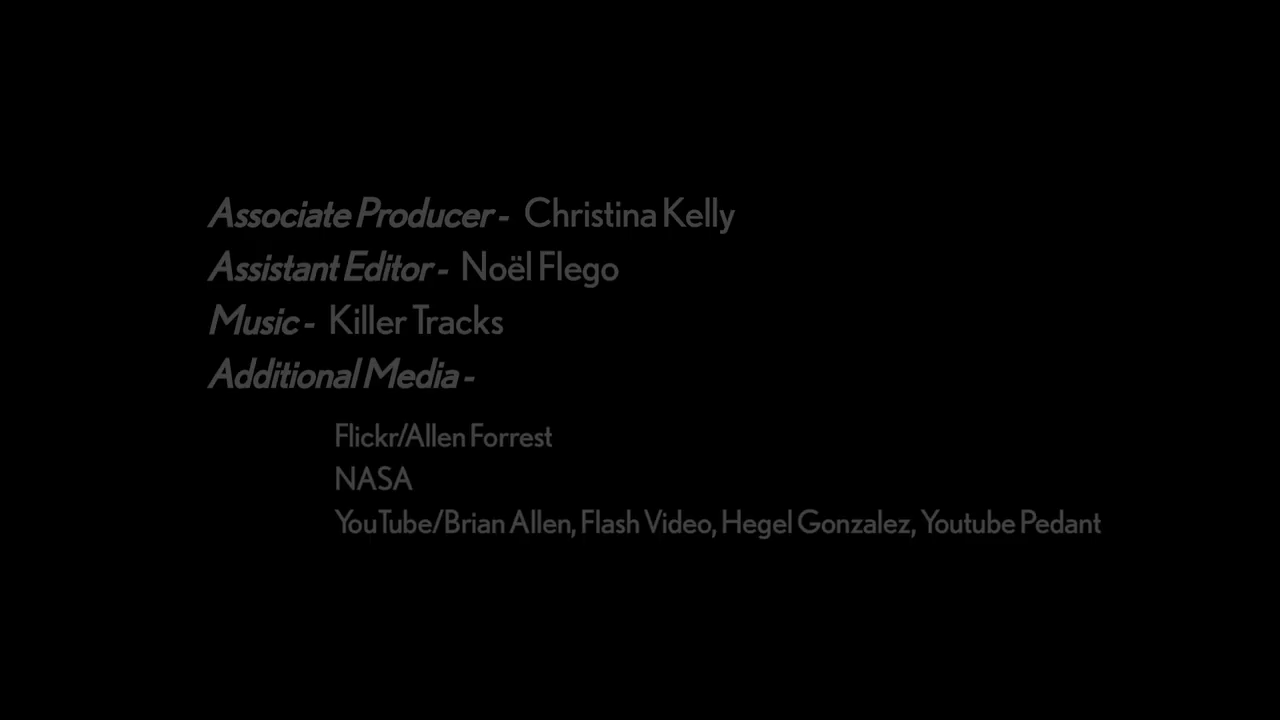 Associate Producer - Christina Kelly
Assistant Editor - Noël Flego
Music - Killer Tracks
Additional Media -
Flickr/Allen Forrest
NASA
YouTube/Brian Allen, Flash Video, Hegel Gonzalez, Youtube Pedant